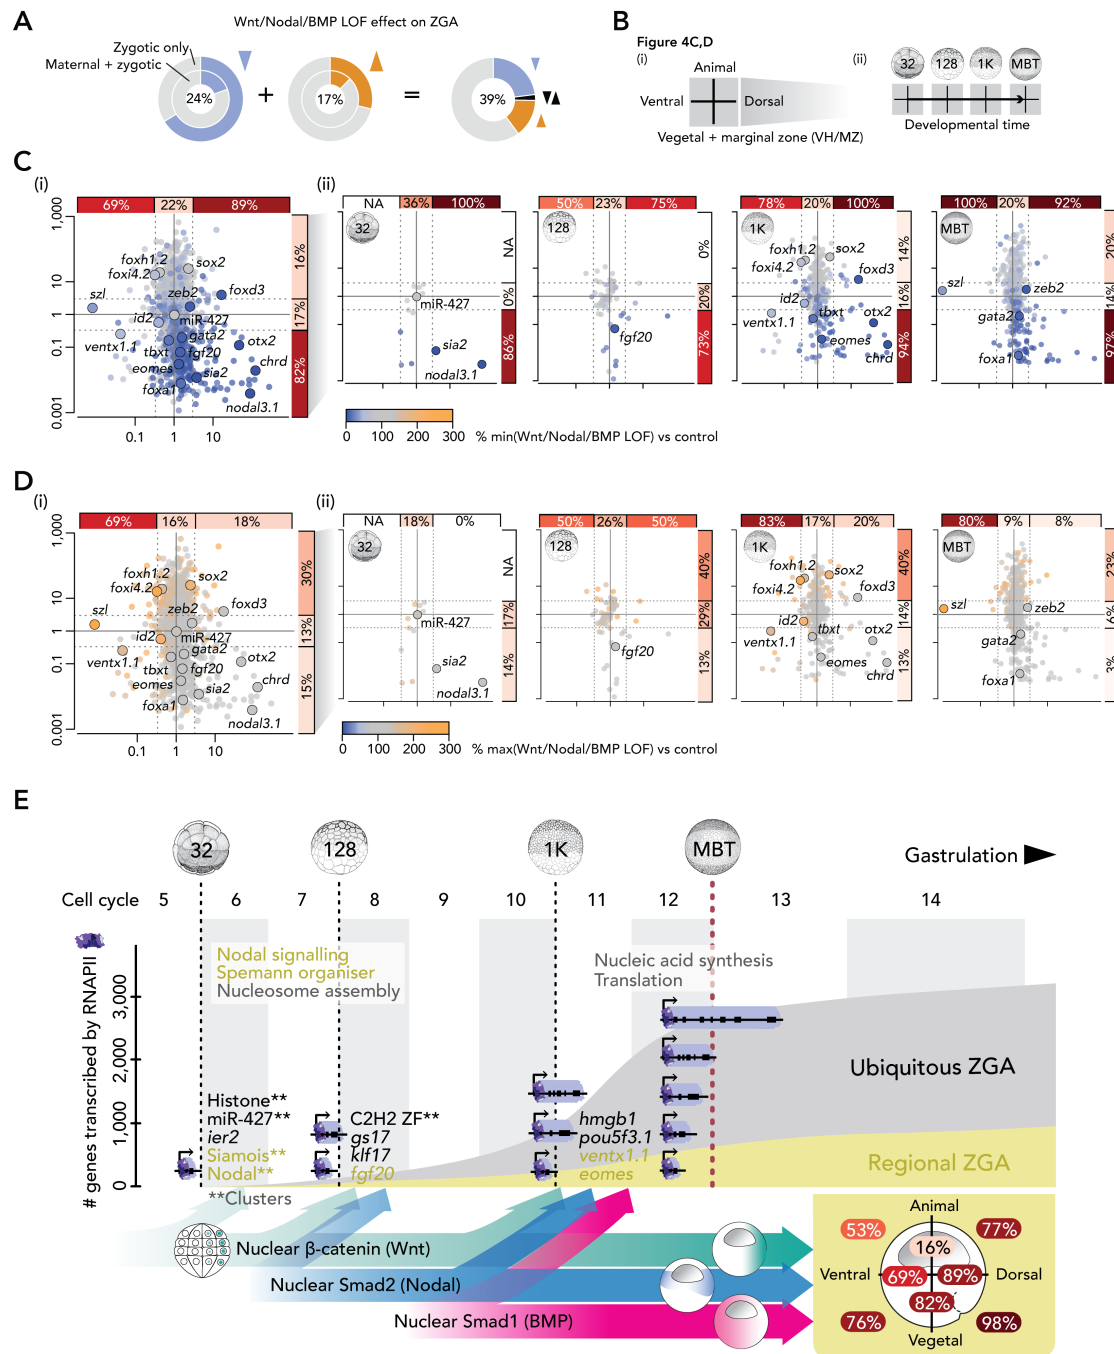 A
Wnt/Nodal/BMP LOF effect on ZGA
Zygotic only
Maternal + zygotic
24%
+
17%
=
39%
B
Figure 4C,D
(i)
Animal
Ventral
Dorsal
Vegetal + marginal zone (VH/MZ)
(ii)
32
128
1K
MBT
Developmental time
C
(i)
69%
22%
89%
1,000
10
1
0.1
0.001
0.1
1
10
16%
17%
82%
foxh1.2
foxi4.2
sox2
szl
zeb2
foxd3
id2
miR-427
ventx1.1
gata2
otx2
tbxt
fgf20
eomes
chrd
sia2
foxa1
nodal3.1
(ii)
NA
36%
100%
32
NA
0%
86%
miR-427
sia2
nodal3.1
50%
23%
75%
128
0%
20%
73%
fgf20
78%
20%
100%
1K
14%
16%
94%
foxh1.2
sox2
foxi4.2
foxd3
id2
tbxt
otx2
ventx1.1
eomes
chrd
100%
20%
92%
MBT
20%
14%
97%
szl
zeb2
gata2
foxa1
0
100
200
300
% min(Wnt/Nodal/BMP LOF) vs control
D
(i)
69%
16%
18%
1,000
10
1
0.1
0.001
0.1
1
10
30%
13%
15%
foxh1.2
foxi4.2
sox2
szl
zeb2
foxd3
id2
miR-427
ventx1.1
gata2
otx2
tbxt
fgf20
eomes
chrd
sia2
foxa1
nodal3.1
(ii)
NA
18%
0%
32
NA
17%
14%
miR-427
sia2
nodal3.1
50%
26%
50%
128
40%
29%
13%
fgf20
83%
17%
20%
1K
40%
14%
13%
foxh1.2
sox2
foxi4.2
foxd3
id2
tbxt
otx2
ventx1.1
eomes
chrd
80%
9%
8%
MBT
23%
6%
3%
szl
zeb2
gata2
foxa1
0
100
200
300
% max(Wnt/Nodal/BMP LOF) vs control
E
32
128
1K
MBT
Gastrulation
Cell cycle
5
6
7
8
9
10
11
12
13
14
# genes transcribed by RNAPII
3,000
2,000
1,000
0
Nodal signalling
Spemann organiser
Nucleosome assembly
Nucleic acid synthesis
Translation
Histone**
miR-427**
ier2
Siamois**
Nodal**
**Clusters
C2H2 ZF**
gs17
klf17
fgf20
hmgb1
pou5f3.1
ventx1.1
eomes
Ubiquitous ZGA
Regional ZGA
Nuclear β-catenin (Wnt)
Nuclear Smad2 (Nodal)
Nuclear Smad1 (BMP)
Animal
53%
77%
16%
Ventral
69%
89%
Dorsal
82%
76%
98%
Vegetal